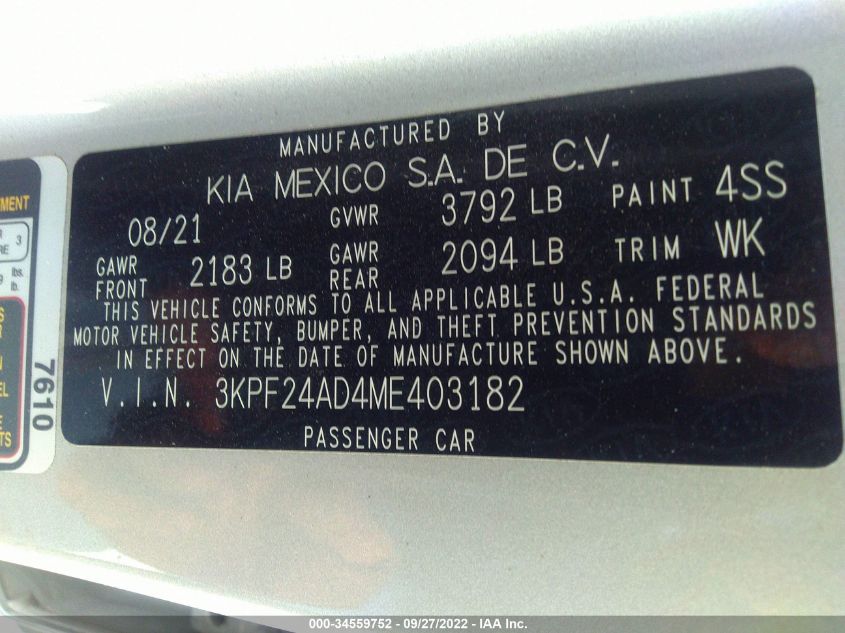 MANUFACTURED BY
KIA MEXICO S.A. DE C.V.
08/21 GVWR 3792 LB PAINT 4SS
GAWR FRONT 2183 LB GAWR REAR 2094 LB TRIM WK
THIS VEHICLE CONFORMS TO ALL APPLICABLE U.S.A. FEDERAL
MOTOR VEHICLE SAFETY, BUMPER, AND THEFT PREVENTION STANDARDS
IN EFFECT ON THE DATE OF MANUFACTURE SHOWN ABOVE.
V.I.N. 3KPF24AD4ME403182
PASSENGER CAR
3
lbs.
lb.
7610
000-34559752 - 09/27/2022 - IAA Inc.